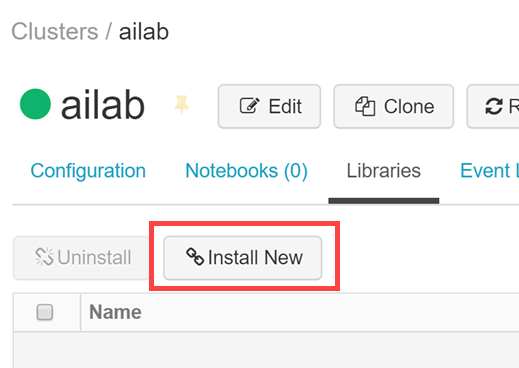 Clusters / ailab
ailab Edit Clone R
Configuration Notebooks (0) Libraries Event L
Uninstall Install New
Name